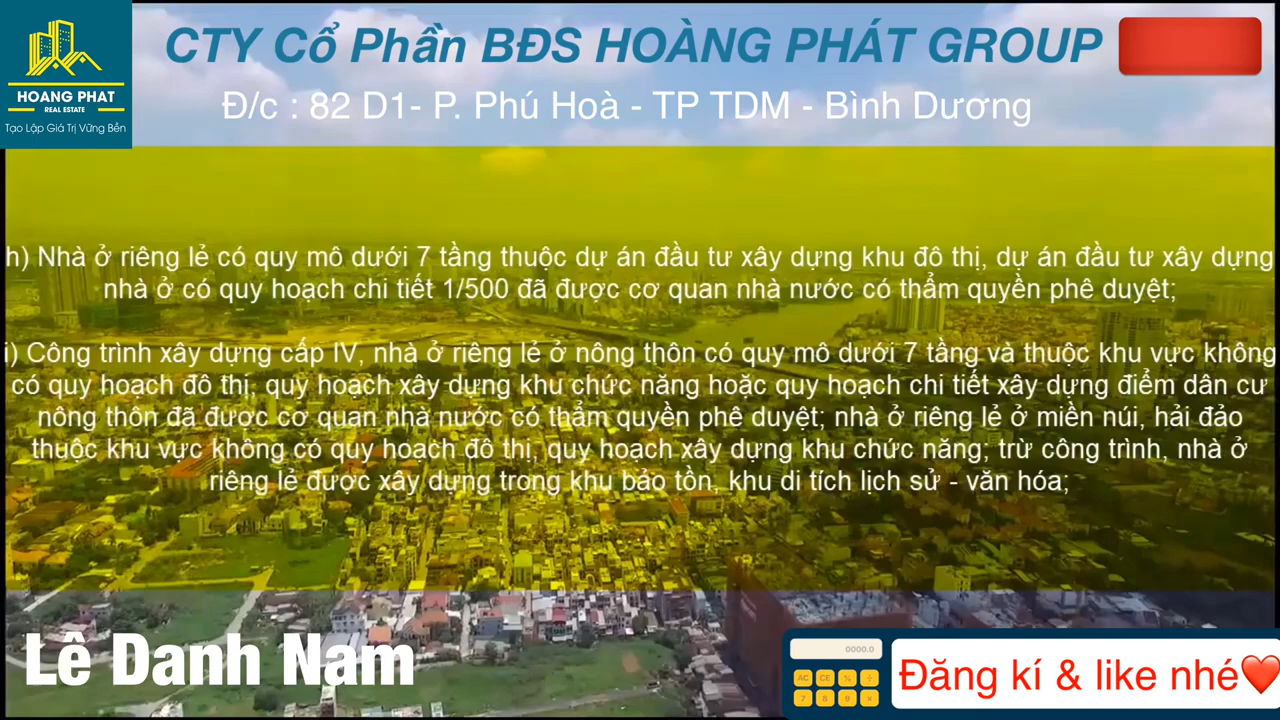 HOANG PHAT
REAL ESTATE
Tạo Lập Giá Trị Vững Bền
CTY Cổ Phần BĐS HOÀNG PHÁT GROUP
Đ/c : 82 D1- P. Phú Hoà - TP TDM - Bình Dương
h) Nhà ở riêng lẻ có quy mô dưới 7 tầng thuộc dự án đầu tư xây dựng khu đô thị, dự án đầu tư xây dựng
nhà ở có quy hoạch chi tiết 1/500 đã được cơ quan nhà nước có thẩm quyền phê duyệt;
i) Công trình xây dựng cấp IV, nhà ở riêng lẻ ở nông thôn có quy mô dưới 7 tầng và thuộc khu vực không
có quy hoạch đô thị, quy hoạch xây dựng khu chức năng hoặc quy hoạch chi tiết xây dựng điểm dân cư
nông thôn đã được cơ quan nhà nước có thẩm quyền phê duyệt; nhà ở riêng lẻ ở miền núi, hải đảo
thuộc khu vực không có quy hoạch đô thị, quy hoạch xây dựng khu chức năng; trừ công trình, nhà ở
riêng lẻ được xây dựng trong khu bảo tồn, khu di tích lịch sử - văn hóa;
Lê Danh Nam
0000.0
AC CE % ÷
7 8 9 x
Đăng kí & like nhé❤️